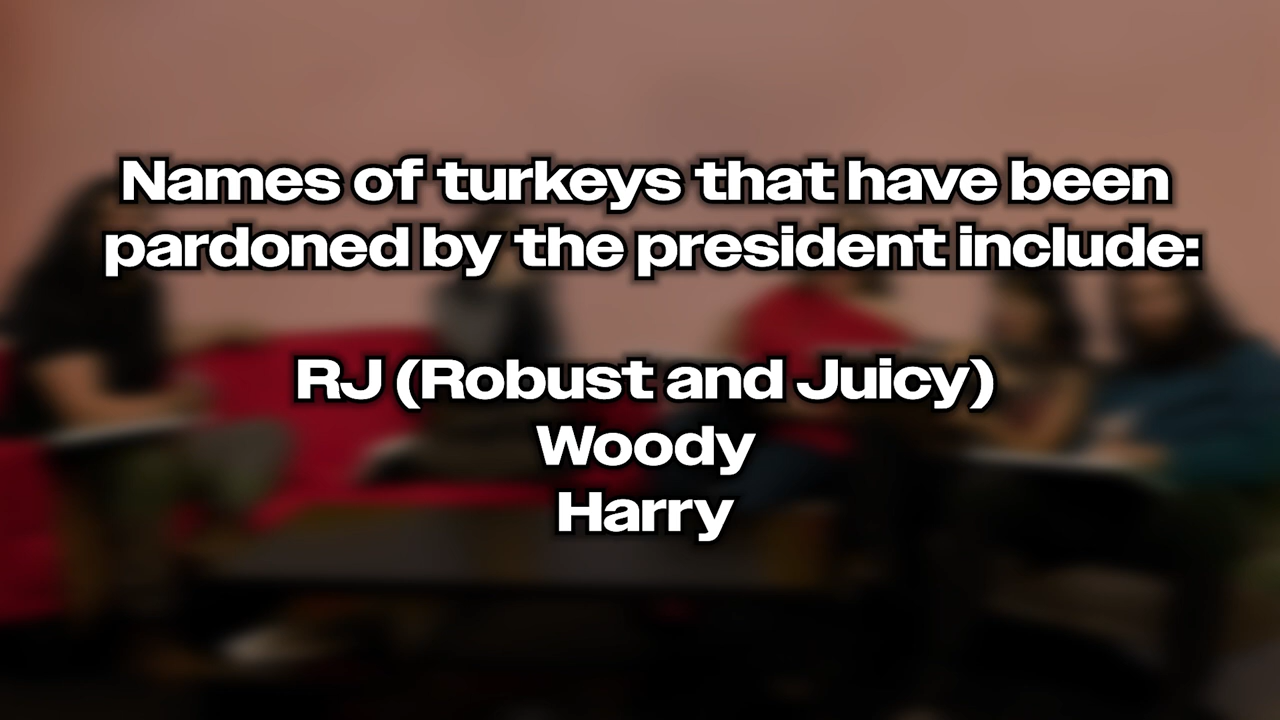 Names of turkeys that have been
pardoned by the president include:
RJ (Robust and Juicy)
Woody
Harry